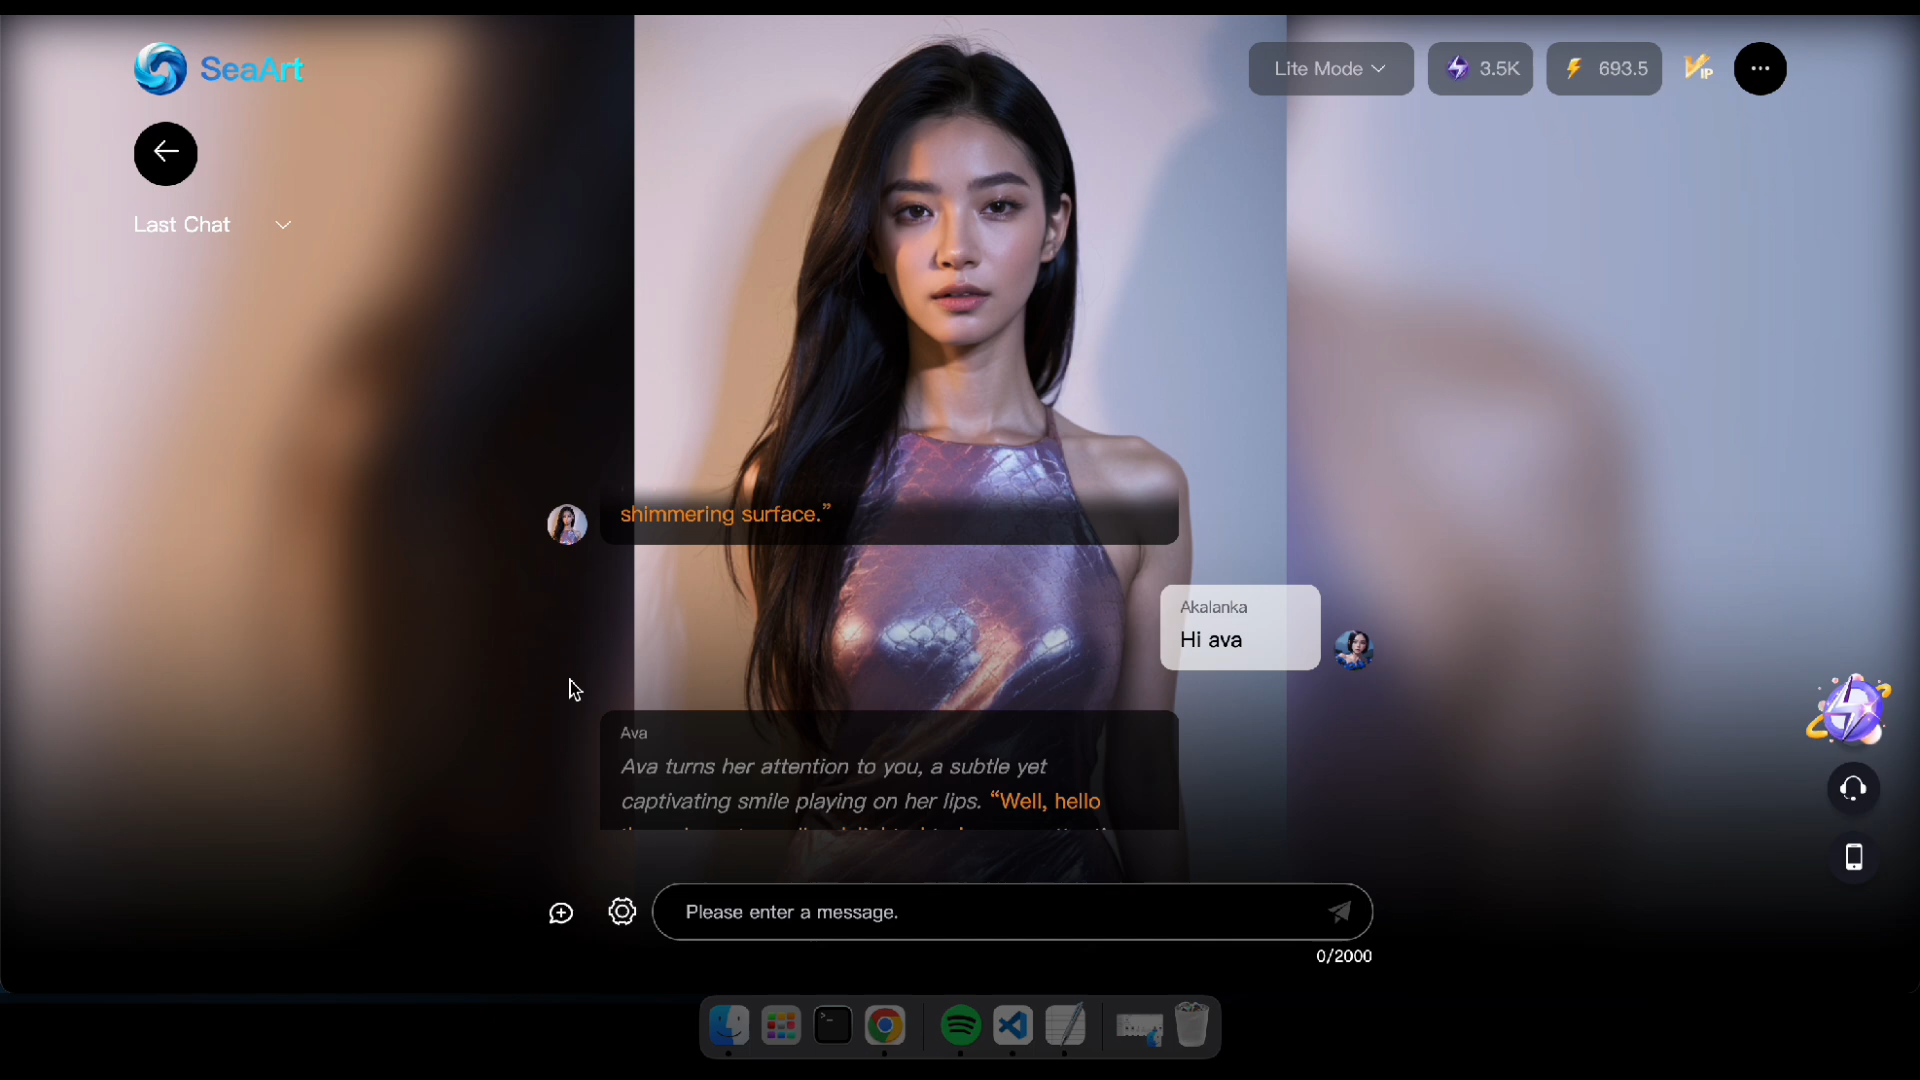 SeaArt
Lite Mode
3.5K
693.5
VIP
Last Chat
shimmering surface.”
Akalanka
Hi ava
Ava
Ava turns her attention to you, a subtle yet
captivating smile playing on her lips. “Well, hello
Please enter a message.
0/2000